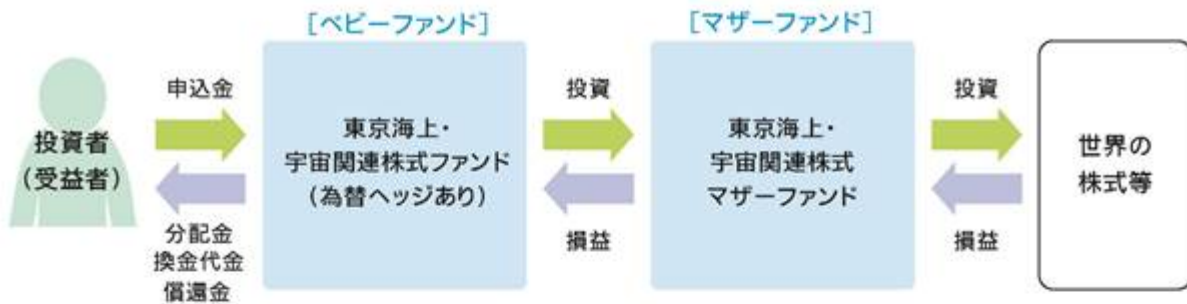 [ベビーファンド]
[マザーファンド]
投資者
(受益者)
申込金
分配金
換金代金
償還金
東京海上・
宇宙関連株式ファンド
(為替ヘッジあり)
投資
損益
東京海上・
宇宙関連株式
マザーファンド
投資
損益
世界の
株式等